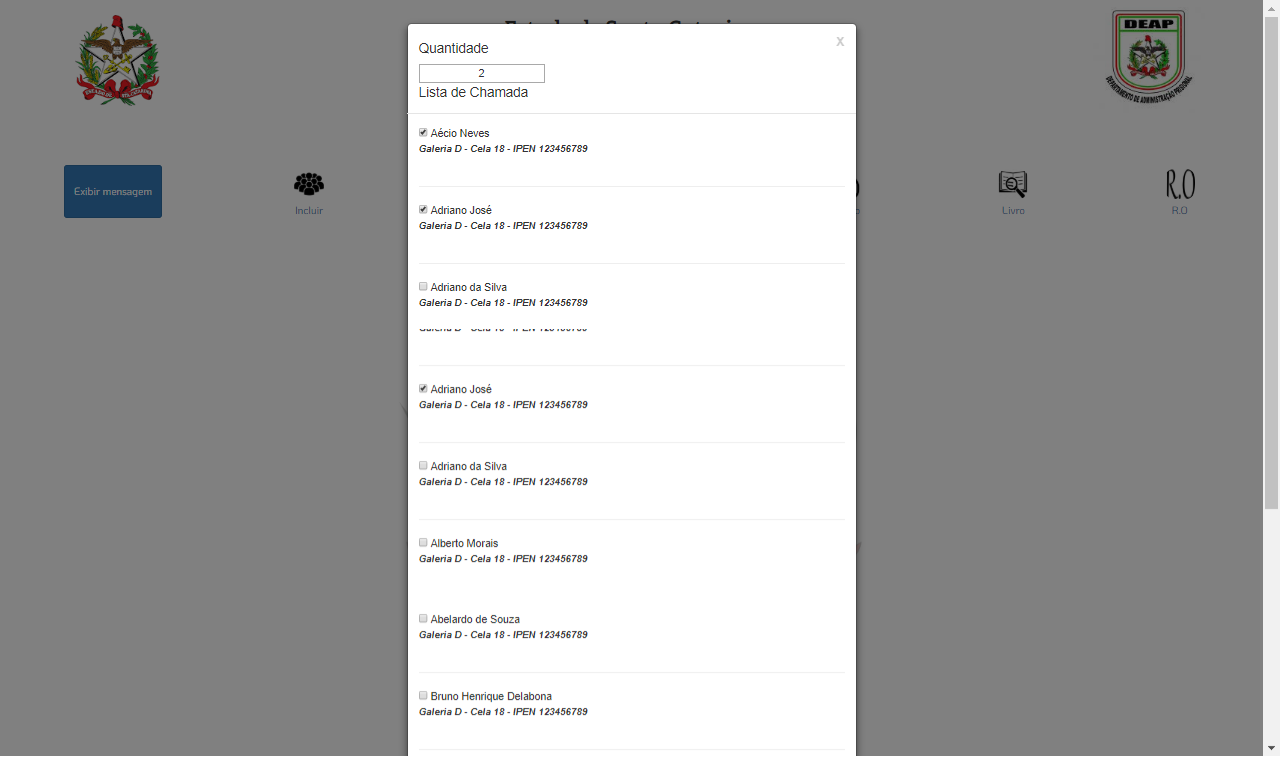 DEAP
DEPARTAMENTO DE ADMINISTRAÇÃO PRISIONAL
X
Quantidade
2
Lista de Chamada
Exibir mensagem
Incluir
Livro
R.O
R.O
Aécio Neves
Galeria D - Cela 18 - IPEN 123456789
Adriano José
Galeria D - Cela 18 - IPEN 123456789
Adriano da Silva
Galeria D - Cela 18 - IPEN 123456789
Adriano José
Galeria D - Cela 18 - IPEN 123456789
Adriano da Silva
Galeria D - Cela 18 - IPEN 123456789
Alberto Morais
Galeria D - Cela 18 - IPEN 123456789
Abelardo de Souza
Galeria D - Cela 18 - IPEN 123456789
Bruno Henrique Delabona
Galeria D - Cela 18 - IPEN 123456789